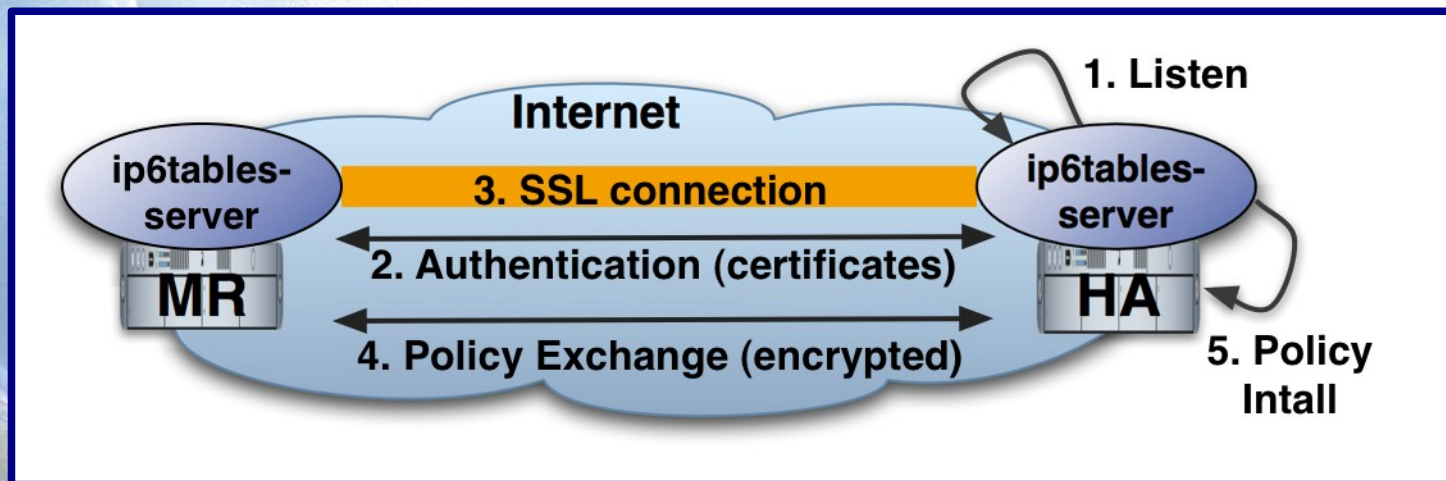 1. Listen
Internet
ip6tables-
server
3. SSL connection
ip6tables-
server
2. Authentication (certificates)
MR
HA
4. Policy Exchange (encrypted)
5. Policy
Intall